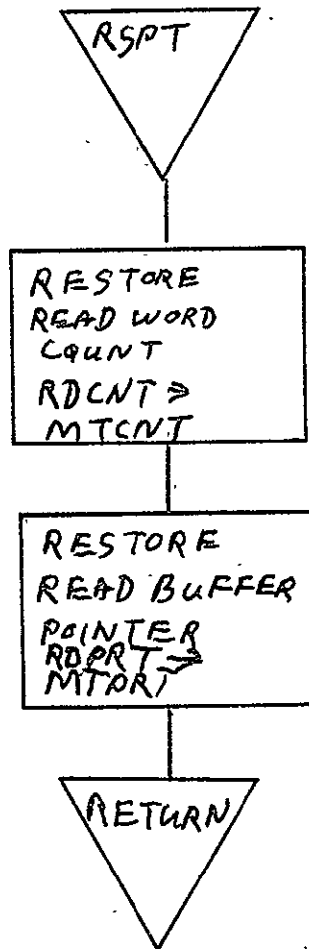 RSPT
RESTORE
READ WORD
COUNT
RDCNT ⇒
MTCNT
RESTORE
READ BUFFER
POINTER
RDPRT ⇒
MTPRT
RETURN